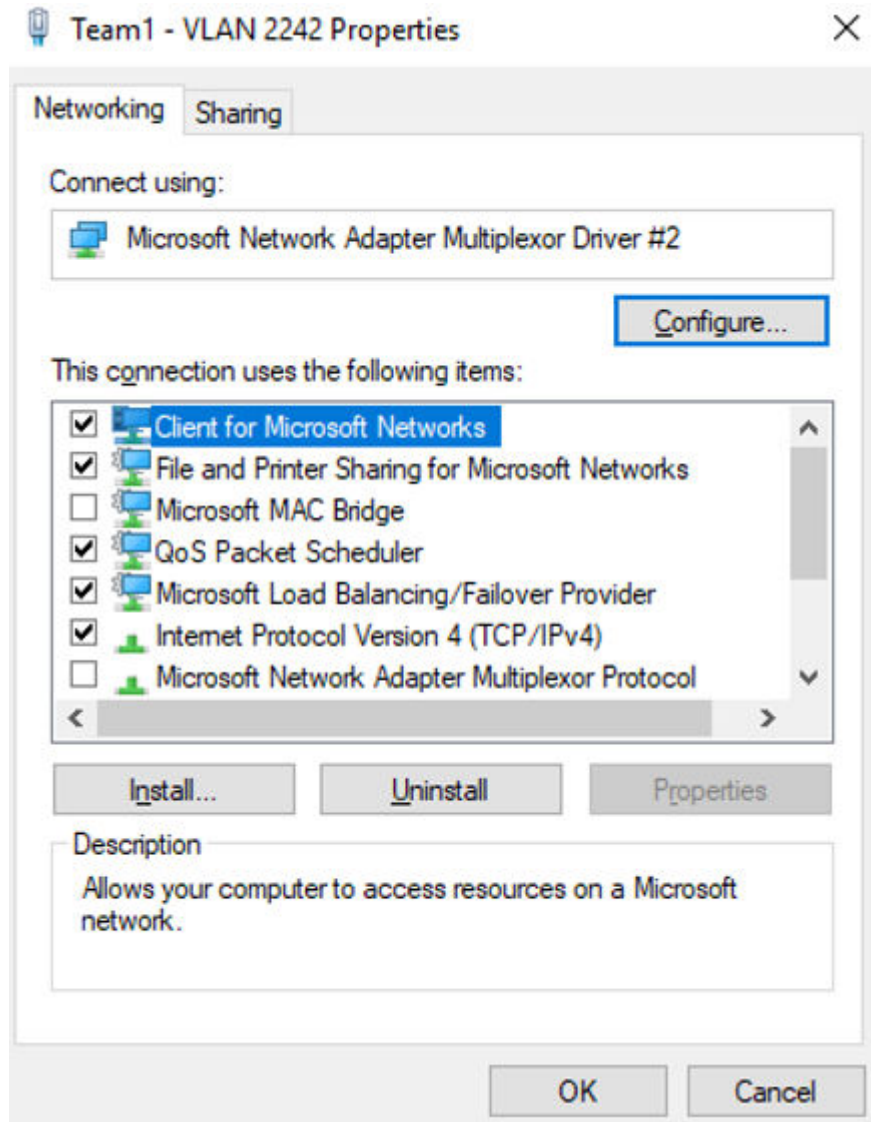 Team1 - VLAN 2242 Properties
Networking
Sharing
Connect using:
Microsoft Network Adapter Multiplexor Driver #2
Configure...
This connection uses the following items:
Client for Microsoft Networks
File and Printer Sharing for Microsoft Networks
Microsoft MAC Bridge
QoS Packet Scheduler
Microsoft Load Balancing/Failover Provider
Internet Protocol Version 4 (TCP/IPv4)
Microsoft Network Adapter Multiplexor Protocol
Install...
Uninstall
Properties
Description
Allows your computer to access resources on a Microsoft
network.
OK
Cancel